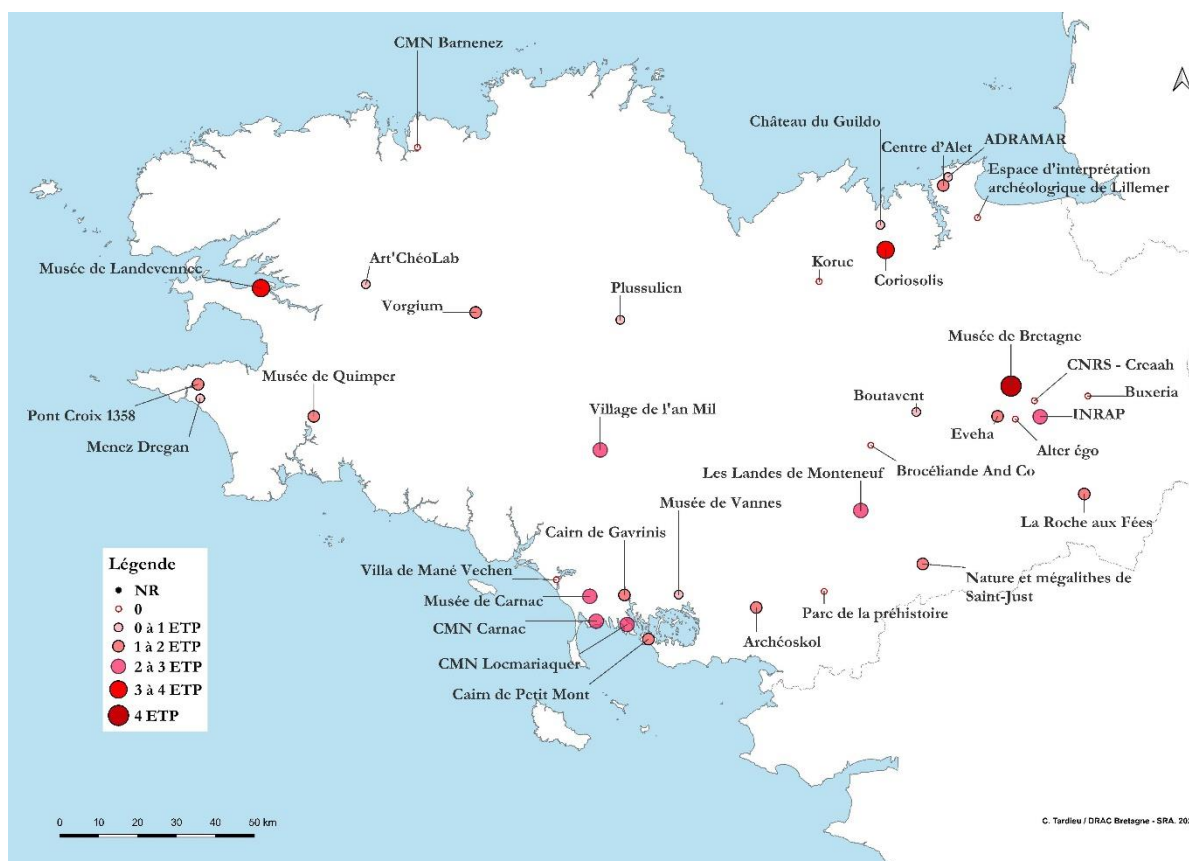 CMN Barnenez
Château du Guildo
Centre d'Alet
ADRAMAR
Espace d'interprétation
archéologique de Lillemer
Musée de Landevennec
Art'ChéoLab
Vorgium
Plussulien
Koruc
Coriosolis
Musée de Bretagne
CNRS - Creaah
Buxeria
INRAP
Alter égo
Eveha
Boutavent
Brocéliande And Co
Musée de Quimper
Pont Croix 1358
Menez Dregan
Village de l'an Mil
Les Landes de Monteneuf
La Roche aux Fées
Musée de Vannes
Cairn de Gavrinis
Villa de Mané Vechen
Musée de Carnac
CMN Carnac
CMN Locmariaquer
Cairn de Petit Mont
Archéoskol
Parc de la préhistoire
Nature et mégalithes de
Saint-Just
Légende
NR
0
0 à 1 ETP
1 à 2 ETP
2 à 3 ETP
3 à 4 ETP
4 ETP
0 10 20 30 40 50 km
C. Tardieu / DRAC Bretagne - SRA.